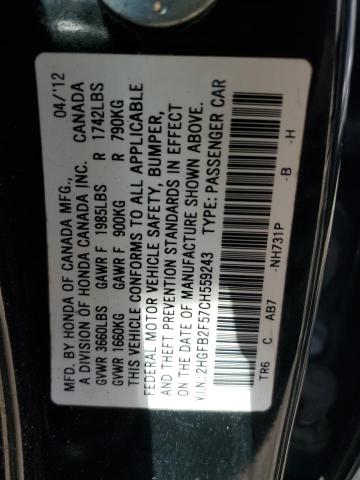 MFD. BY HONDA OF CANADA MFG., 04/'12
A DIVISION OF HONDA CANADA INC. CANADA
GVWR 3660LBS GAWR F 1985LBS R 1742LBS
GVWR 1660KG GAWR F 900KG R 790KG
THIS VEHICLE CONFORMS TO ALL APPLICABLE
FEDERAL MOTOR VEHICLE SAFETY, BUMPER,
AND THEFT PREVENTION STANDARDS IN EFFECT
ON THE DATE OF MANUFACTURE SHOWN ABOVE.
V.I.N.:2HGFB2F57CH559243 TYPE: PASSENGER CAR
TR6 C AB7 -NH731P -B -H